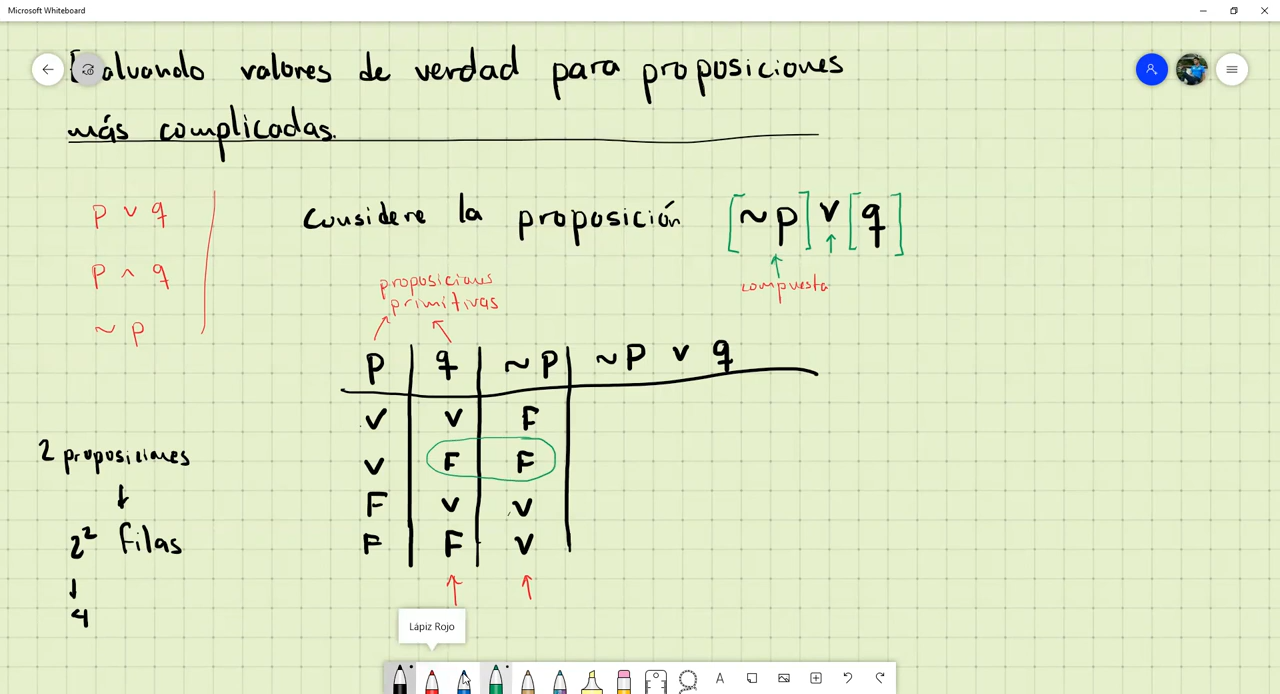 Microsoft Whiteboard
Evaluando valores de verdad para proposiciones
más complicadas.
p v q
p ∧ q
~ p
Considere la proposición [~p] v [q]
compuesta
proposiciones
primitivas
p q ~p ~p v q
V V F
V F F
F V V
F F V
2 proposiciones
↓
2² filas
↓
4
Lápiz Rojo
A